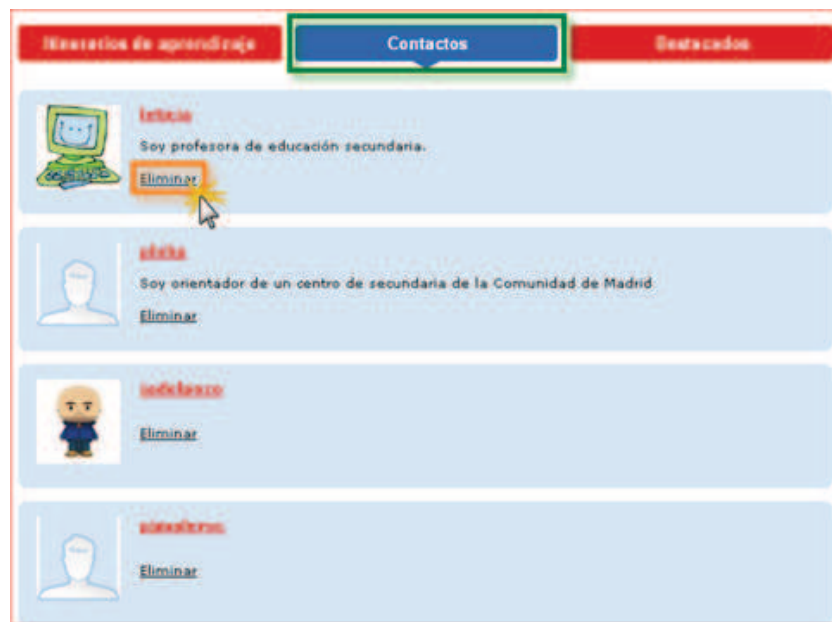 Itinerarios de aprendizaje
Contactos
Destacados
Soy profesora de educación secundaria.
Eliminar
Soy orientador de un centro de secundaria de la Comunidad de Madrid
Eliminar
Eliminar
Eliminar